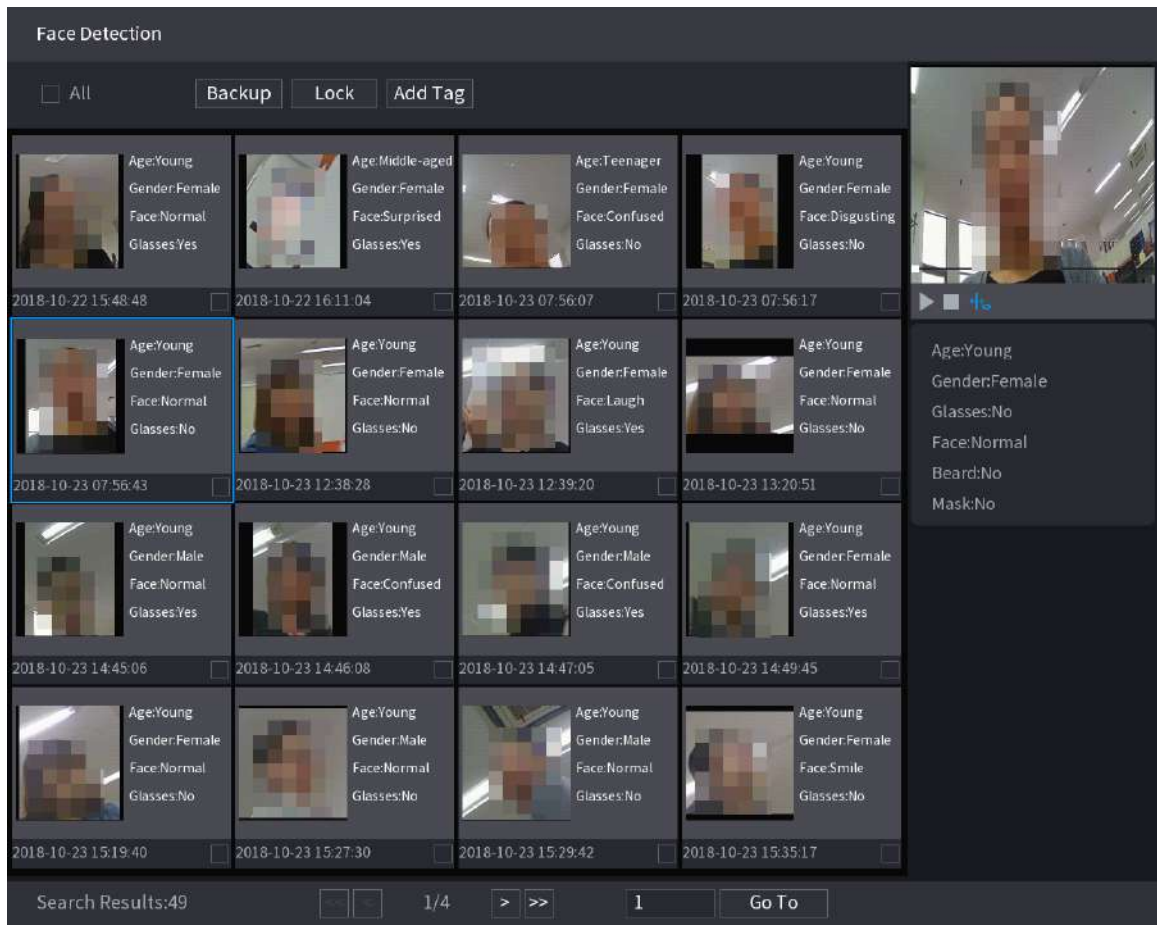 Face Detection
All
Backup
Lock
Add Tag
Age:Young
Gender:Female
Face:Normal
Glasses:Yes
2018-10-22 15:48:48
Age:Middle-aged
Gender:Female
Face:Surprised
Glasses:Yes
2018-10-22 16:11:04
Age:Teenager
Gender:Female
Face:Confused
Glasses:No
2018-10-23 07:56:07
Age:Young
Gender:Female
Face:Disgusting
Glasses:No
2018-10-23 07:56:17
Age:Young
Gender:Female
Face:Normal
Glasses:No
2018-10-23 07:56:43
Age:Young
Gender:Female
Face:Normal
Glasses:No
2018-10-23 12:38:28
Age:Young
Gender:Female
Face:Laugh
Glasses:Yes
2018-10-23 12:39:20
Age:Young
Gender:Female
Face:Normal
Glasses:No
2018-10-23 13:20:51
Age:Young
Gender:Male
Face:Normal
Glasses:Yes
2018-10-23 14:45:06
Age:Young
Gender:Male
Face:Confused
Glasses:Yes
2018-10-23 14:46:08
Age:Young
Gender:Male
Face:Confused
Glasses:Yes
2018-10-23 14:47:05
Age:Young
Gender:Female
Face:Normal
Glasses:Yes
2018-10-23 14:49:45
Age:Young
Gender:Female
Face:Normal
Glasses:No
2018-10-23 15:19:40
Age:Young
Gender:Male
Face:Normal
Glasses:No
2018-10-23 15:27:30
Age:Young
Gender:Male
Face:Normal
Glasses:No
2018-10-23 15:29:42
Age:Young
Gender:Female
Face:Smile
Glasses:No
2018-10-23 15:35:17
Age:Young
Gender:Female
Glasses:No
Face:Normal
Beard:No
Mask:No
Search Results:49
<< < 1/4 > >>
1
Go To